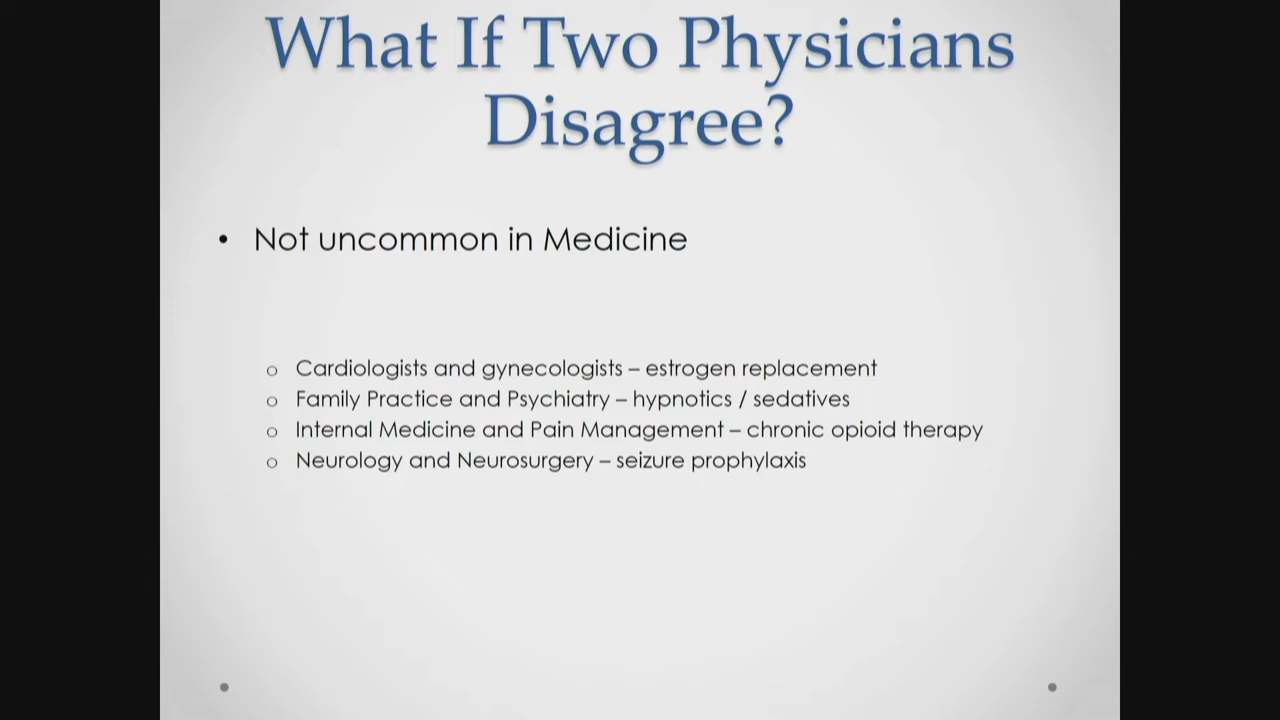 What If Two Physicians
Disagree?
• Not uncommon in Medicine
o Cardiologists and gynecologists – estrogen replacement
o Family Practice and Psychiatry – hypnotics / sedatives
o Internal Medicine and Pain Management – chronic opioid therapy
o Neurology and Neurosurgery – seizure prophylaxis